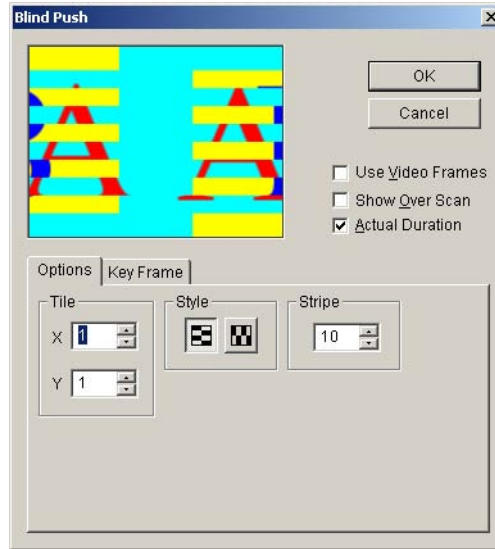 Blind Push
A A
OK
Cancel
Use Video Frames
Show Over Scan
Actual Duration
Options Key Frame
Tile Style Stripe
X 1 10
Y 1